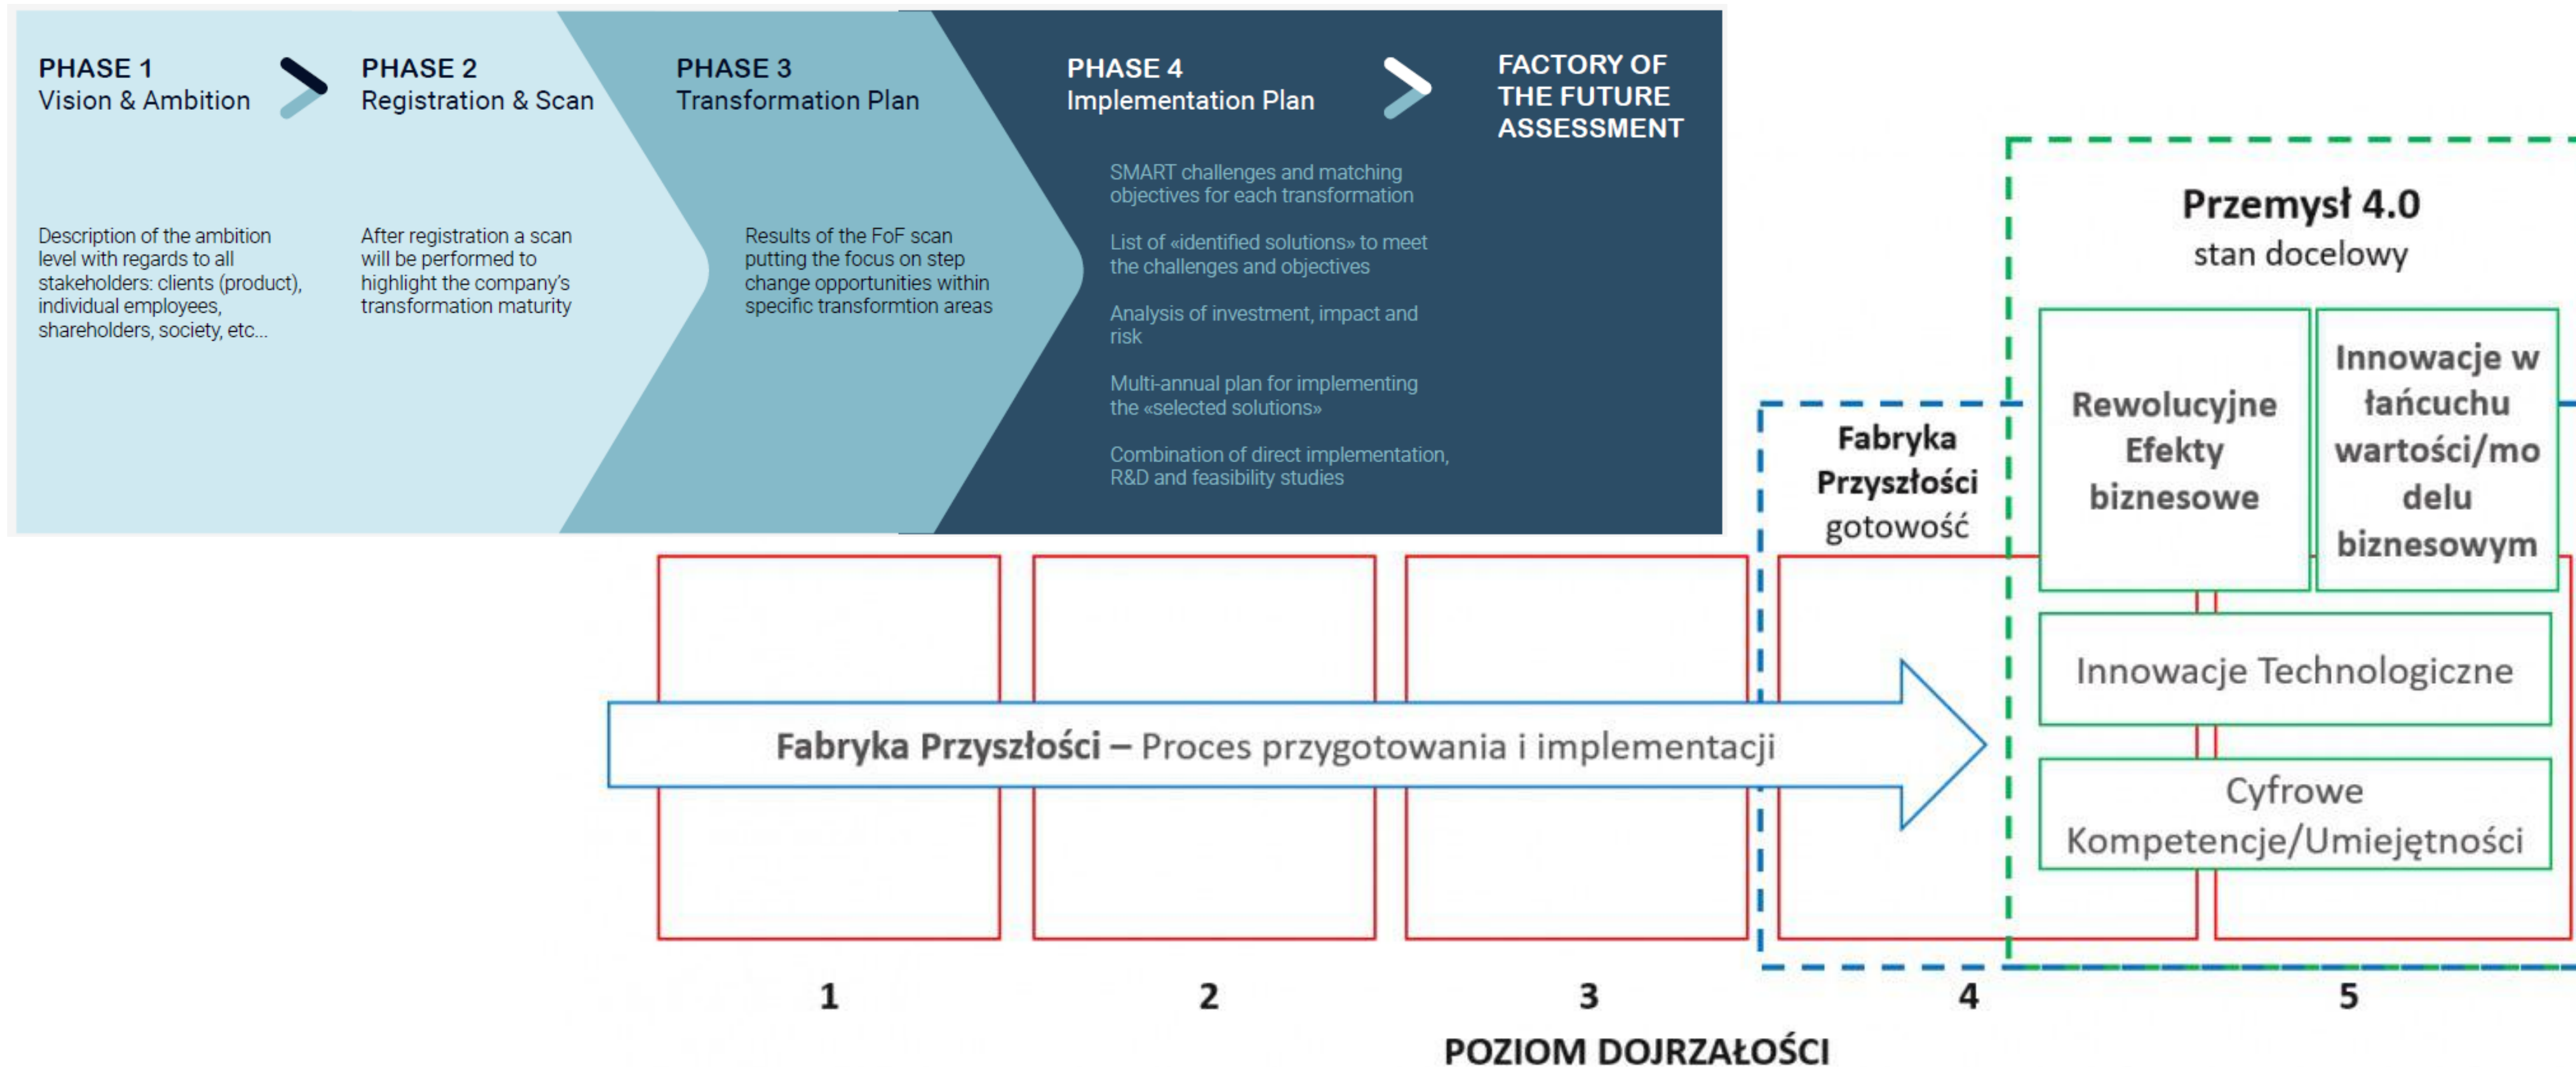 PHASE 1
Vision & Ambition
Description of the ambition
level with regards to all
stakeholders: clients (product),
individual employees,
shareholders, society, etc...
PHASE 2
Registration & Scan
After registration a scan
will be performed to
highlight the company's
transformation maturity
PHASE 3
Transformation Plan
Results of the FoF scan
putting the focus on step
change opportunities within
specific transformtion areas
PHASE 4
Implementation Plan
SMART challenges and matching
objectives for each transformation
List of «identified solutions» to meet
the challenges and objectives
Analysis of investment, impact and
risk
Multi-annual plan for implementing
the «selected solutions»
Combination of direct implementation,
R&D and feasibility studies
FACTORY OF
THE FUTURE
ASSESSMENT
Przemysł 4.0
stan docelowy
Rewolucyjne
Efekty
biznesowe
Innowacje w
łańcuchu
wartości/mo
delu
biznesowym
Fabryka
Przyszłości
gotowość
Innowacje Technologiczne
Fabryka Przyszłości – Proces przygotowania i implementacji
Cyfrowe
Kompetencje/Umiejętności
1
2
3
4
5
POZIOM DOJRZAŁOŚCI